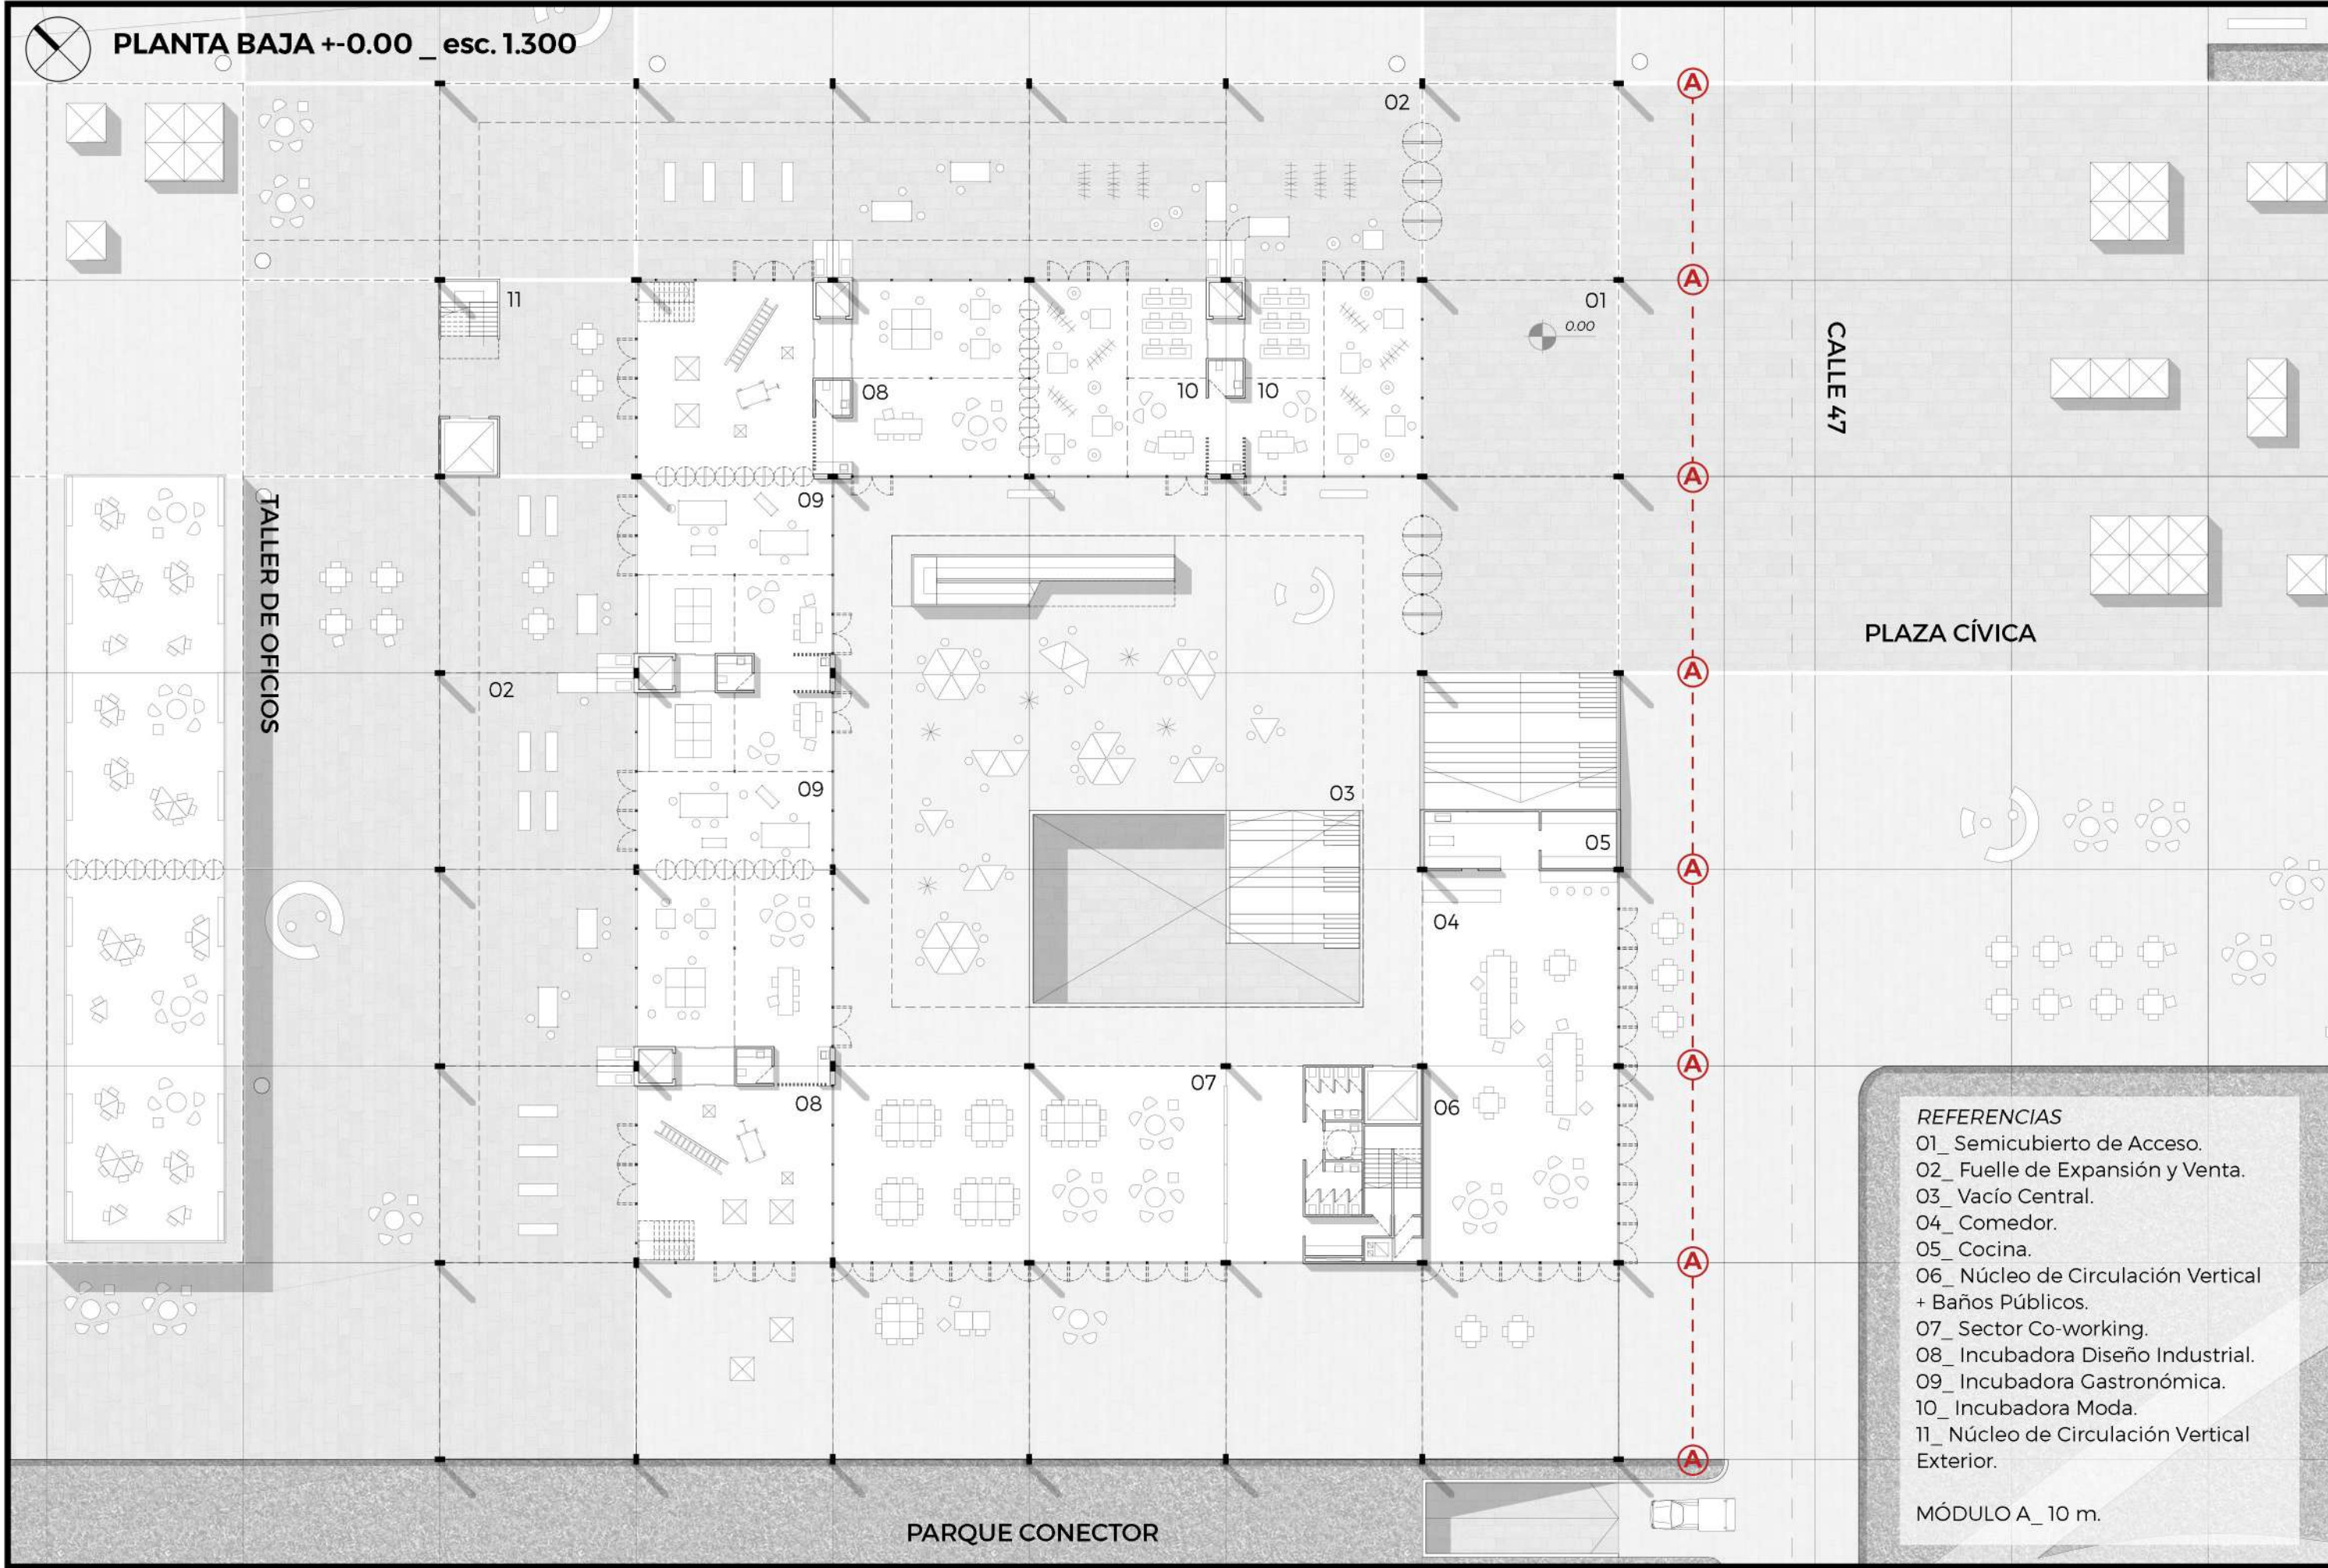 PLANTA BAJA +-0.00 _ esc. 1.300
A
02
A
11
01
0.00
CALLE 47
08
10
10
A
09
TALLER DE OFICIOS
PLAZA CÍVICA
A
02
09
03
05
A
04
A
07
08
06
A
A
PARQUE CONECTOR
REFERENCIAS
01_ Semicubierto de Acceso.
02_ Fuelle de Expansión y Venta.
03_ Vacío Central.
04_ Comedor.
05_ Cocina.
06_ Núcleo de Circulación Vertical
+ Baños Públicos.
07_ Sector Co-working.
08_ Incubadora Diseño Industrial.
09_ Incubadora Gastronómica.
10_ Incubadora Moda.
11_ Núcleo de Circulación Vertical
Exterior.
MÓDULO A_ 10 m.